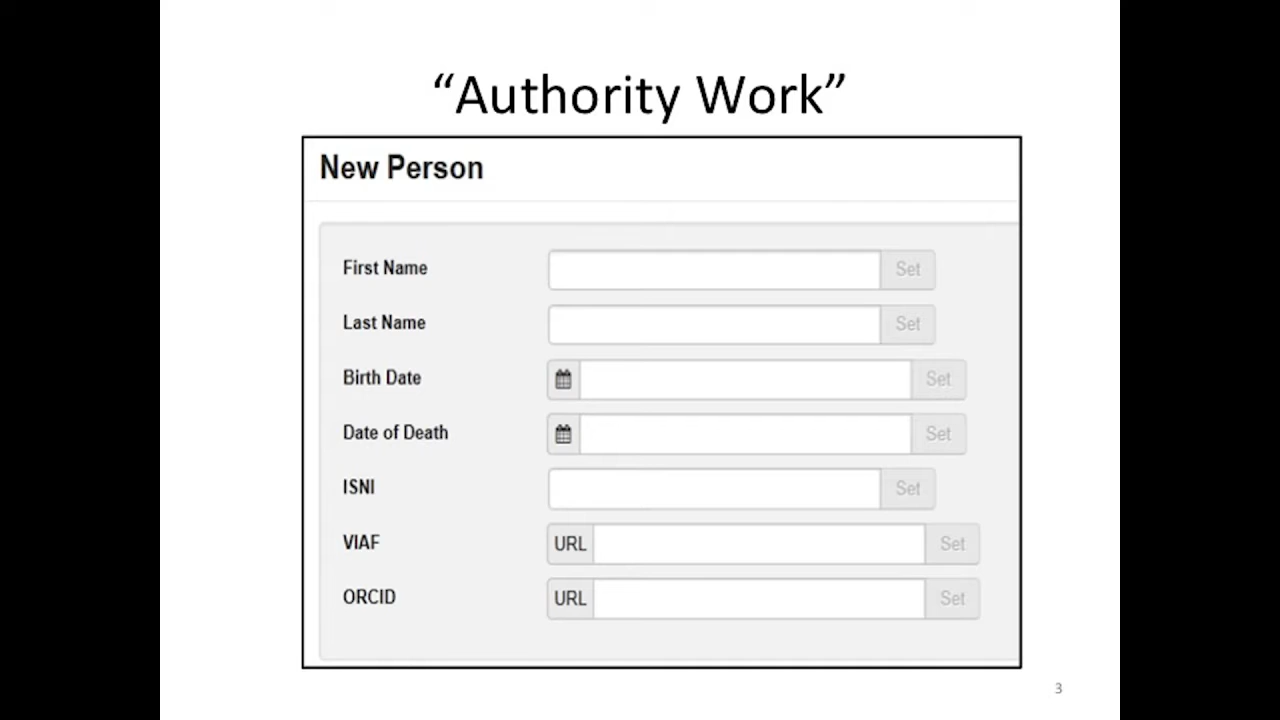 “Authority Work”
New Person
First Name Set
Last Name Set
Birth Date Set
Date of Death Set
ISNI Set
VIAF URL Set
ORCID URL Set
3